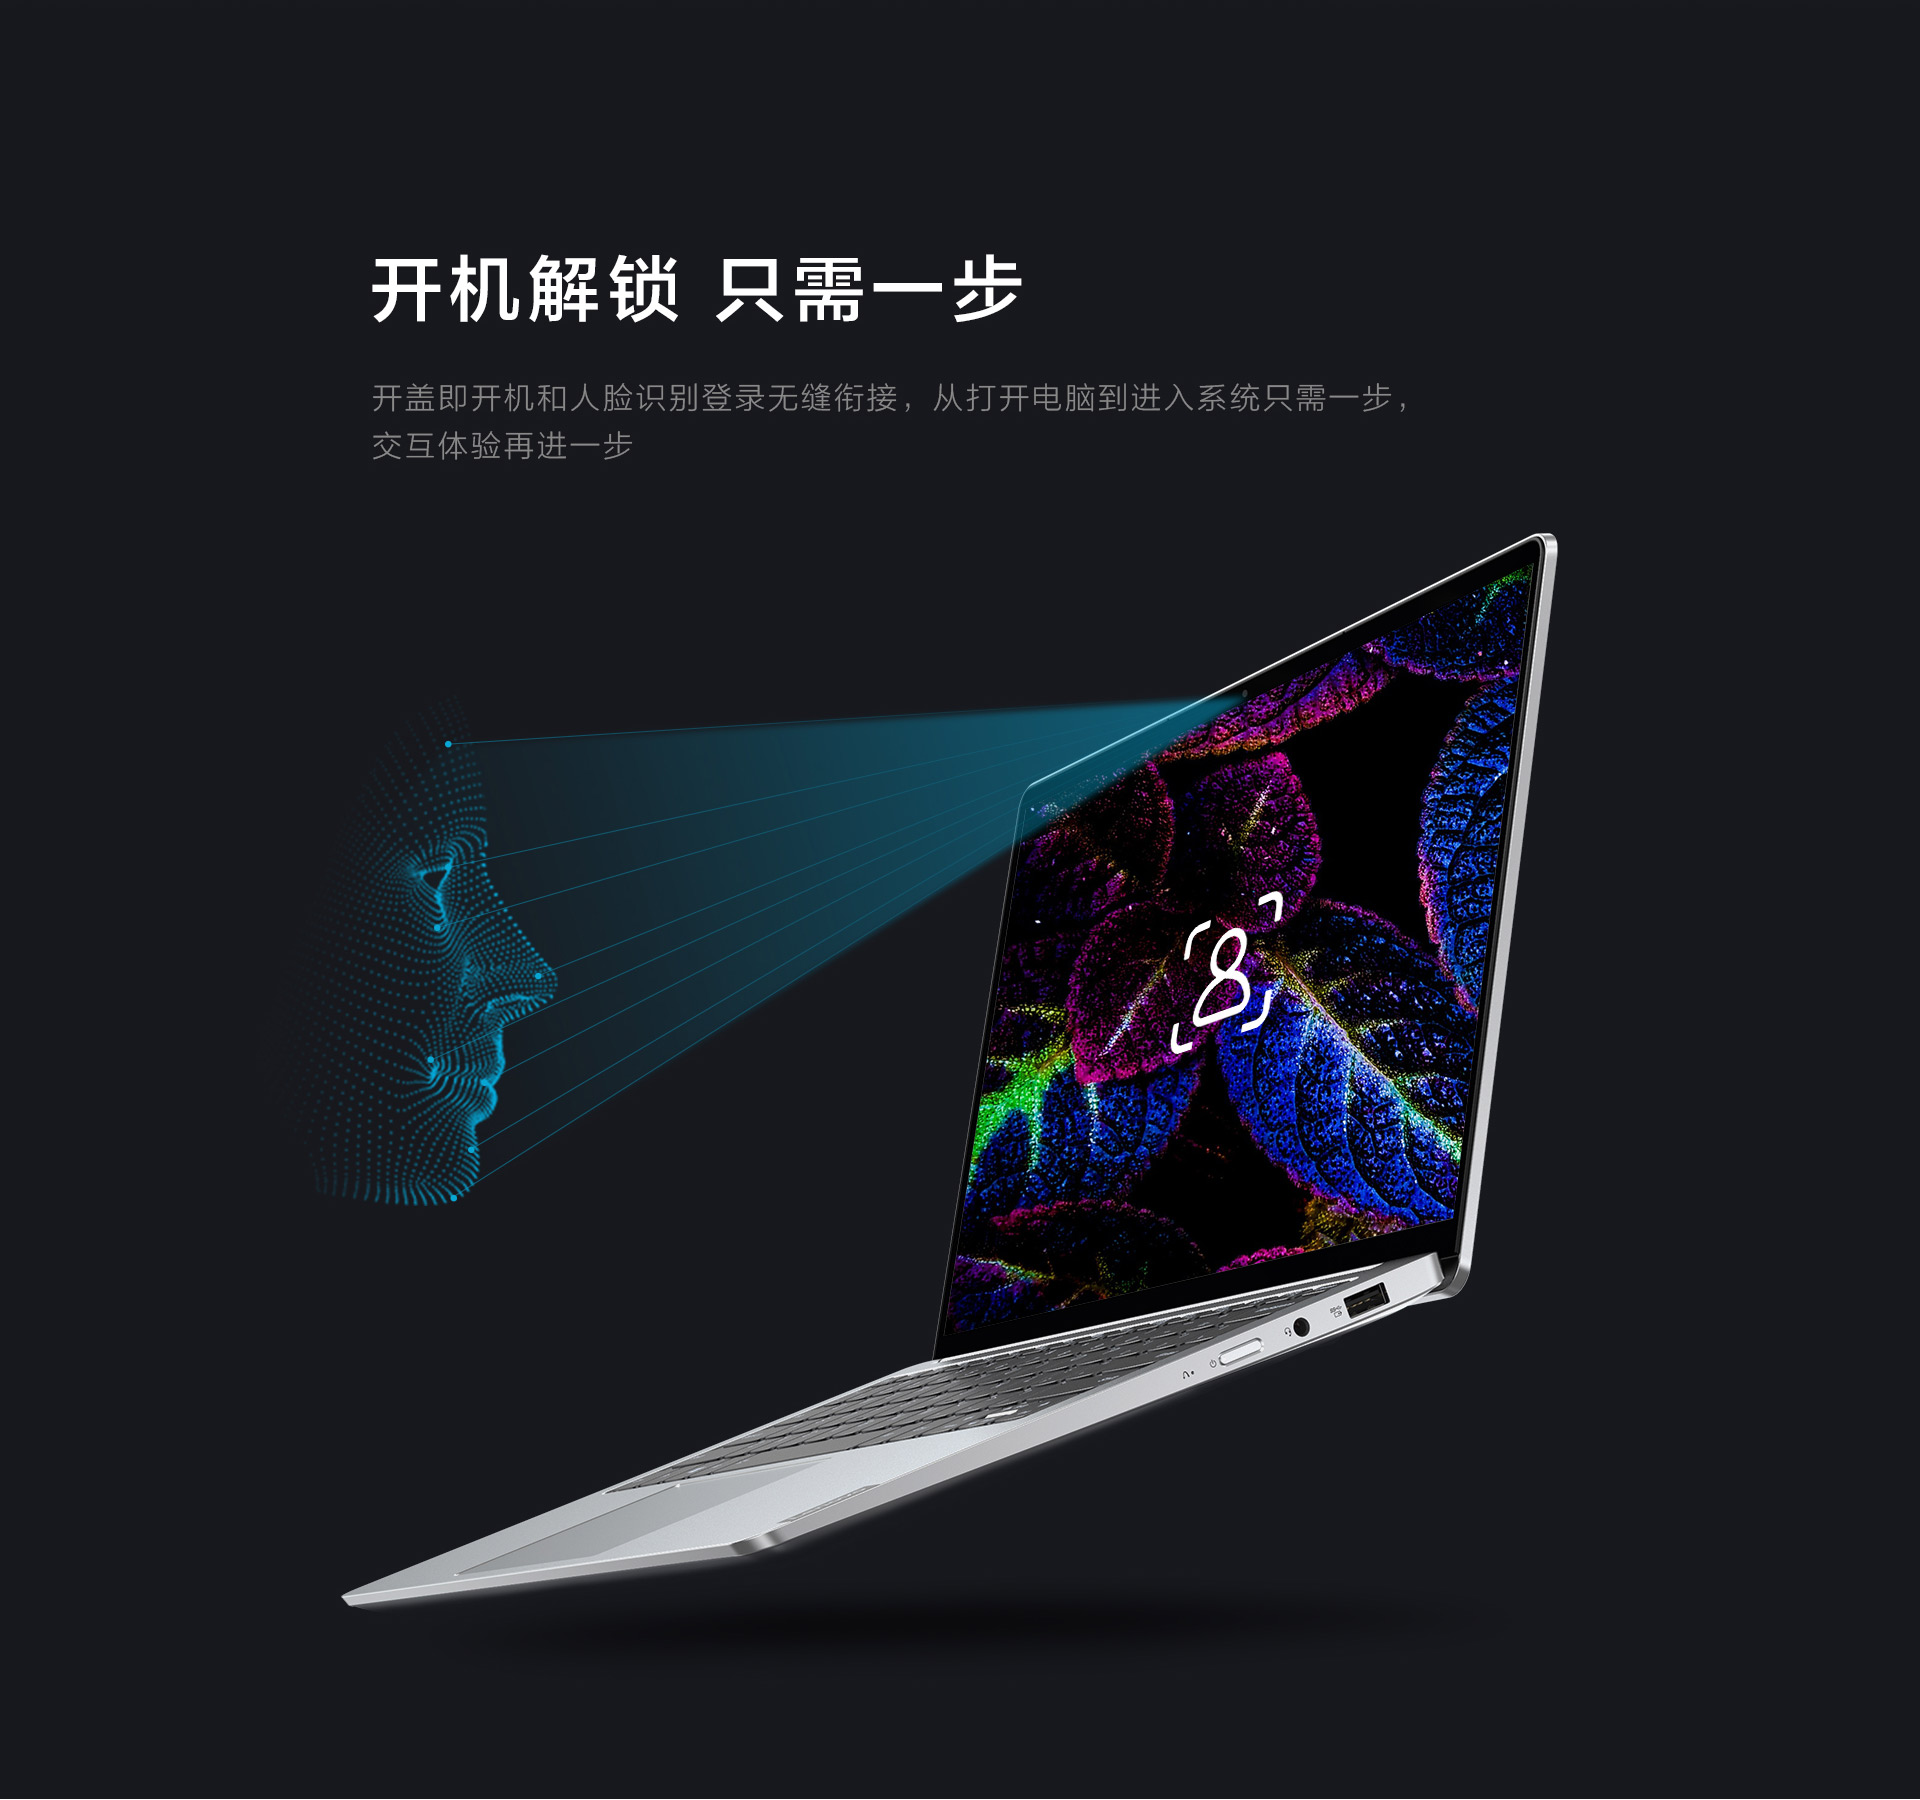 开机解锁 只需一步
开盖即开机和人脸识别登录无缝衔接，从打开电脑到进入系统只需一步，
交互体验再进一步